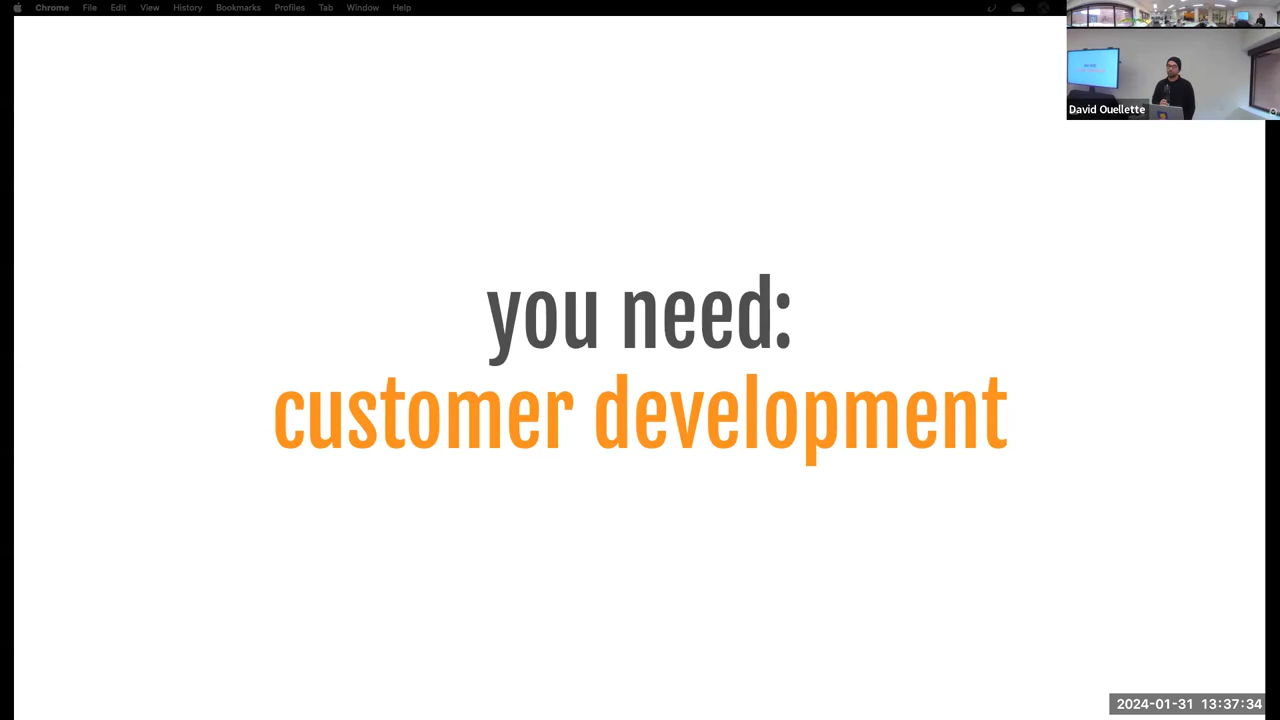 Chrome File Edit View History Bookmarks Profiles Tab Window Help
David Ouellette
you need:
customer development
2024-01-31 13:37:34